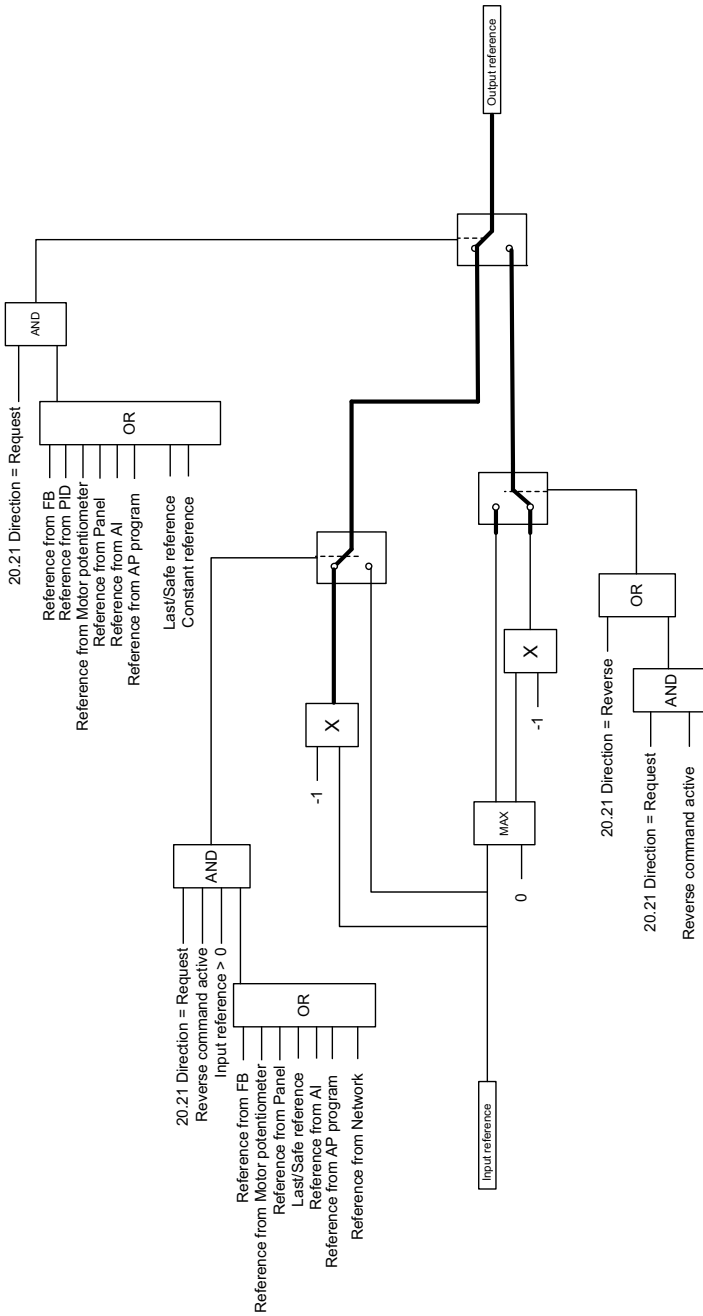 20.21 Direction = Request
AND
Reference from FB
Reference from PID
Reference from Motor potentiometer
Reference from Panel
Reference from AI
Reference from AP program
Last/Safe reference
Constant reference
OR
Output reference
20.21 Direction = Request
Reverse command active
Input reference > 0
AND
Reference from FB
Reference from Motor potentiometer
Reference from Panel
Last/Safe reference
Reference from AI
Reference from AP program
Reference from Network
OR
-1
X
Input reference
MAX
0
X
-1
20.21 Direction = Reverse
OR
20.21 Direction = Request
Reverse command active
AND